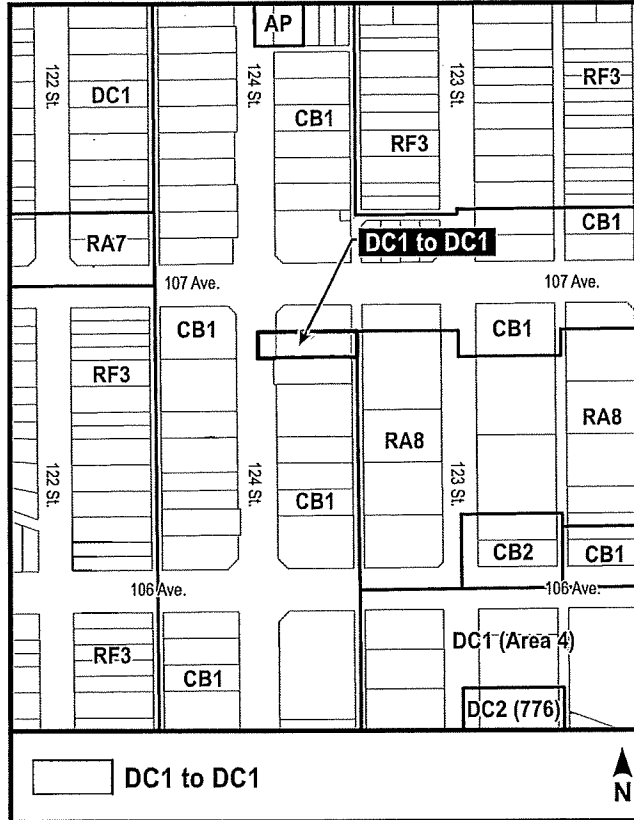 AP
122 St.
124 St.
123 St.
DC1
RF3
CB1
RF3
CB1
RA7
DC1 to DC1
107 Ave.
107 Ave.
CB1
CB1
RF3
RA8
RA8
122 St.
124 St.
123 St.
CB1
CB2
CB1
106 Ave.
106 Ave.
DC1 (Area 4)
RF3
CB1
DC2 (776)
DC1 to DC1
N